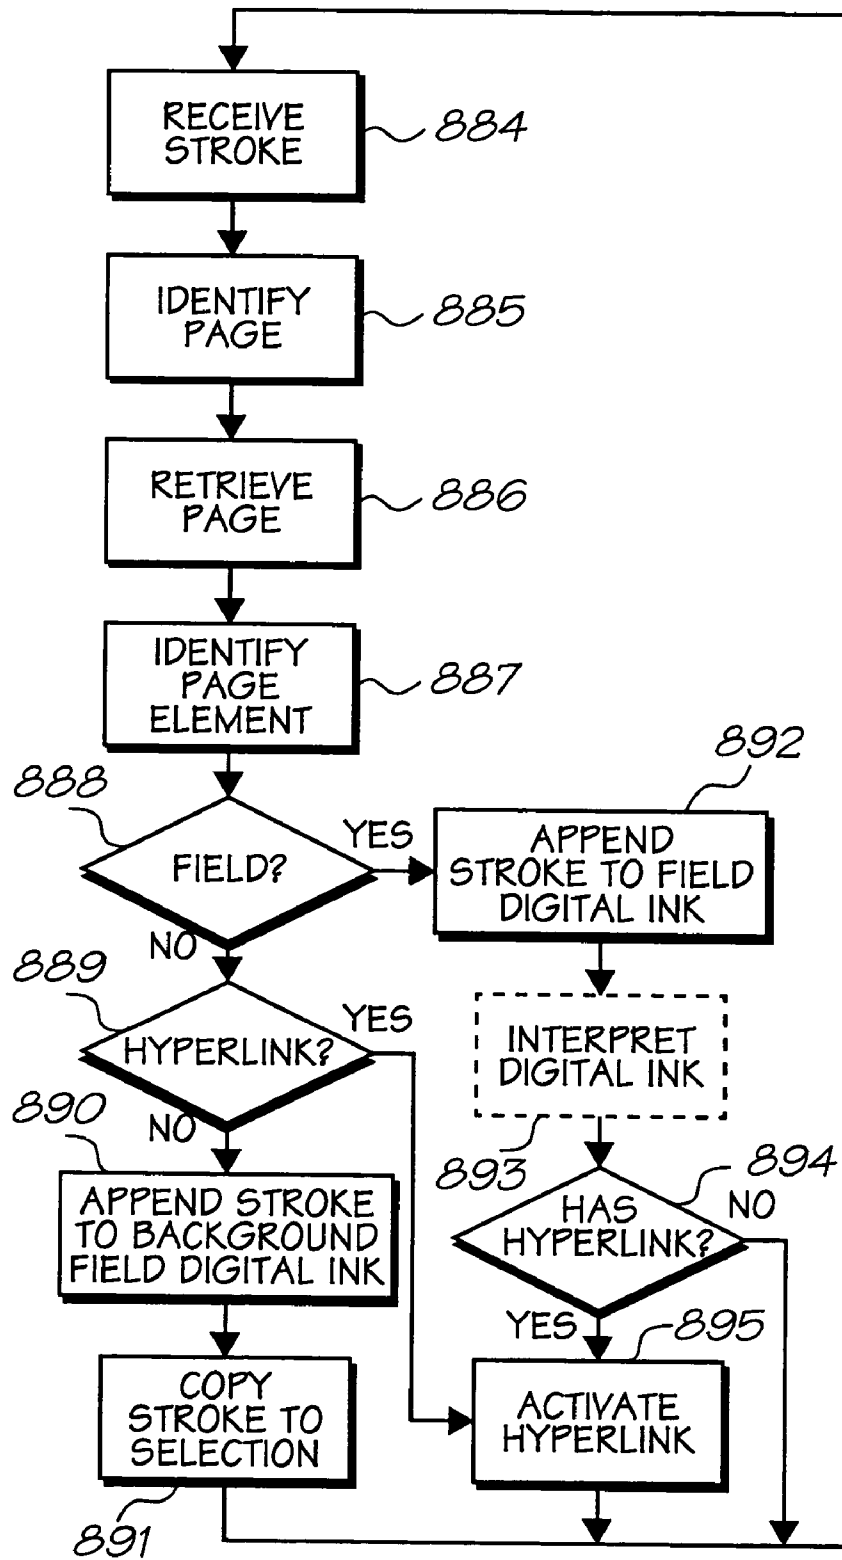 RECEIVE
STROKE
884
IDENTIFY
PAGE
885
RETRIEVE
PAGE
886
IDENTIFY
PAGE
ELEMENT
887
888
FIELD?
YES
NO
892
APPEND
STROKE TO FIELD
DIGITAL INK
889
HYPERLINK?
YES
NO
INTERPRET
DIGITAL INK
893
890
APPEND STROKE
TO BACKGROUND
FIELD DIGITAL INK
894
HAS
HYPERLINK?
NO
YES
895
COPY
STROKE TO
SELECTION
891
ACTIVATE
HYPERLINK